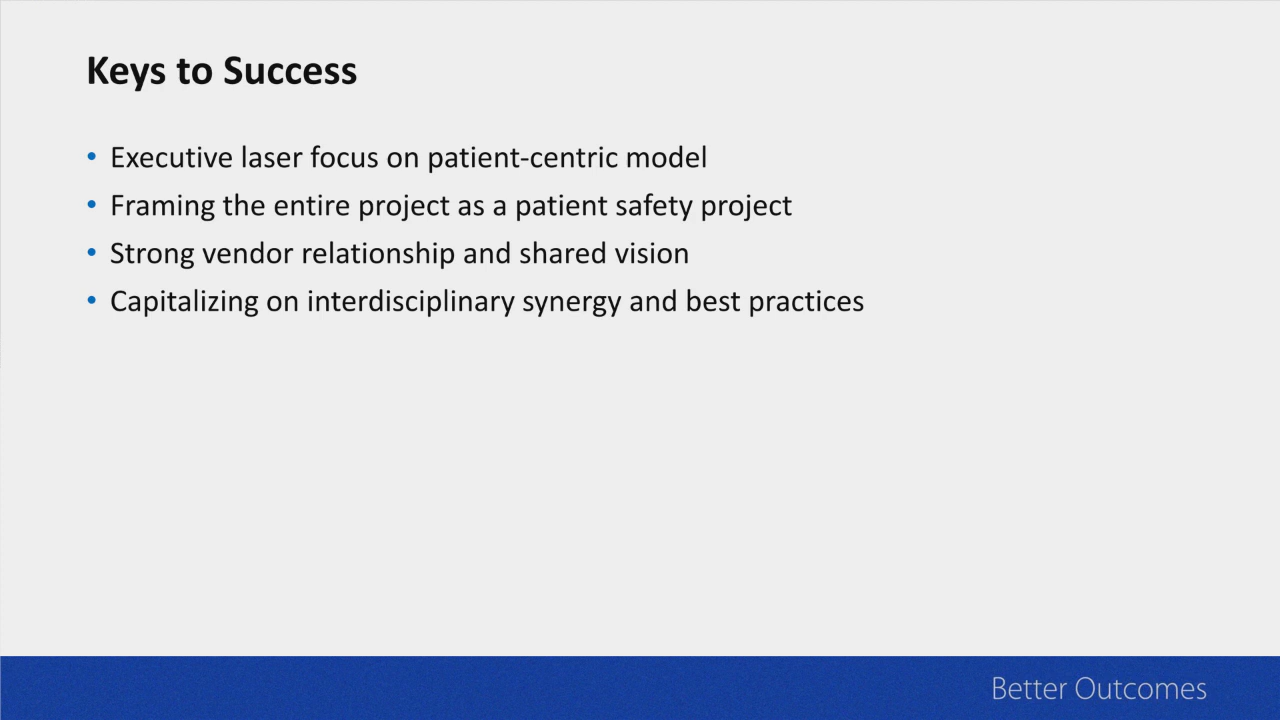 Keys to Success
• Executive laser focus on patient-centric model
• Framing the entire project as a patient safety project
• Strong vendor relationship and shared vision
• Capitalizing on interdisciplinary synergy and best practices
Better Outcomes